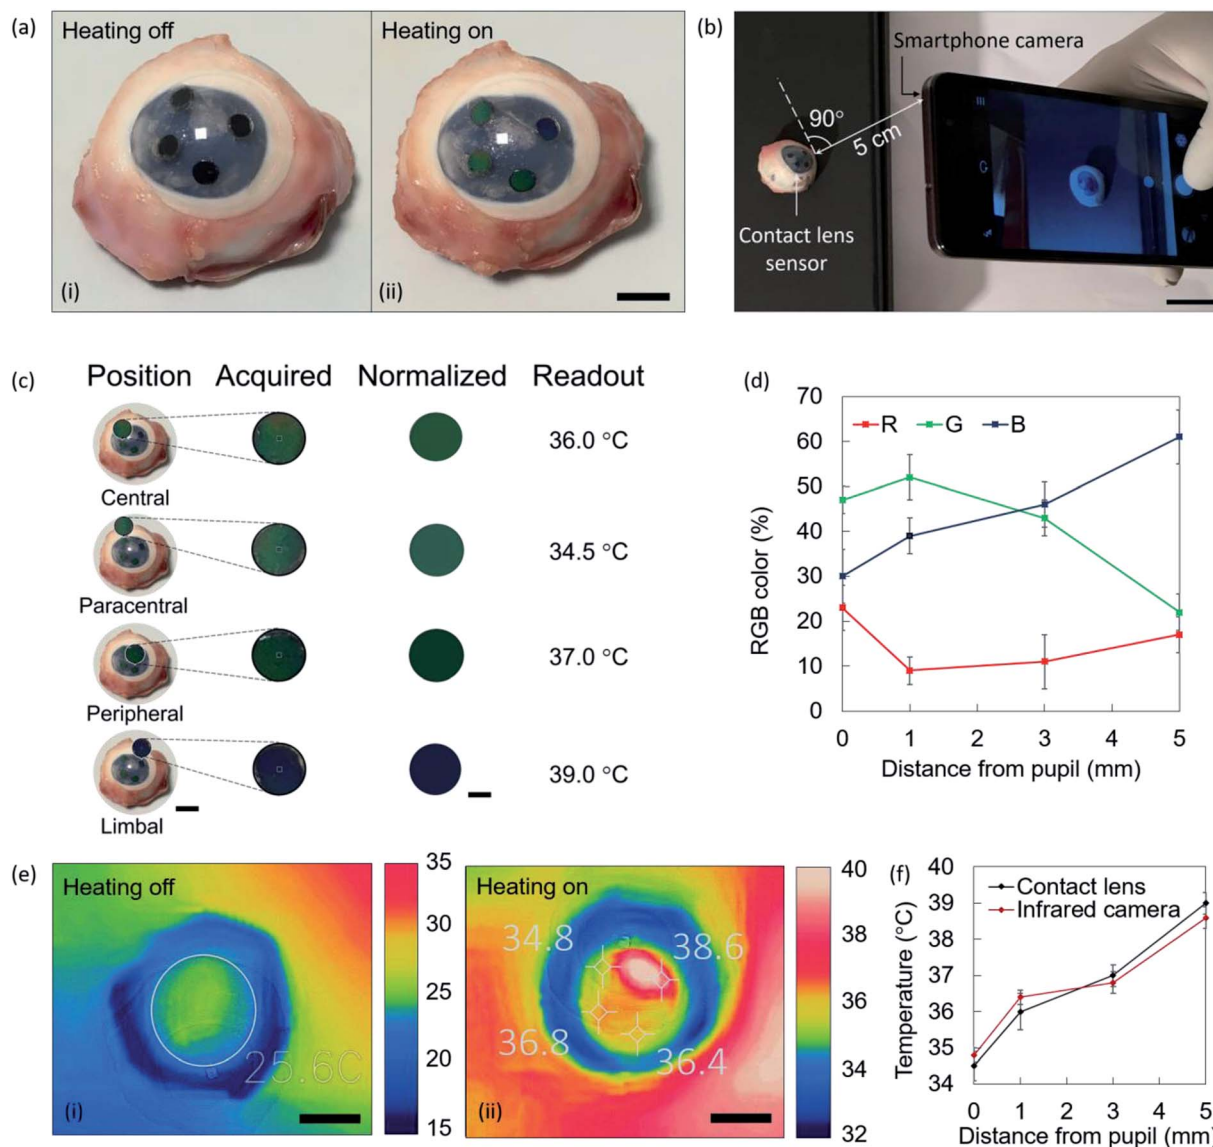 (a)
Heating off
(i)
Heating on
(ii)
(b)
Smartphone camera
90°
5 cm
Contact lens
sensor
(c)
Position Acquired Normalized Readout
Central
36.0 °C
Paracentral
34.5 °C
Peripheral
37.0 °C
Limbal
39.0 °C
(d)
R G B
RGB color (%)
70
60
50
40
30
20
10
0
0 1 2 3 4 5
Distance from pupil (mm)
(e)
Heating off
25.6C
(i)
35
30
25
20
15
Heating on
34.8 38.6
36.8 36.4
(ii)
40
38
36
34
32
(f)
Contact lens
Infrared camera
Temperature (°C)
40
39
38
37
36
35
34
0 1 2 3 4 5
Distance from pupil (mm)